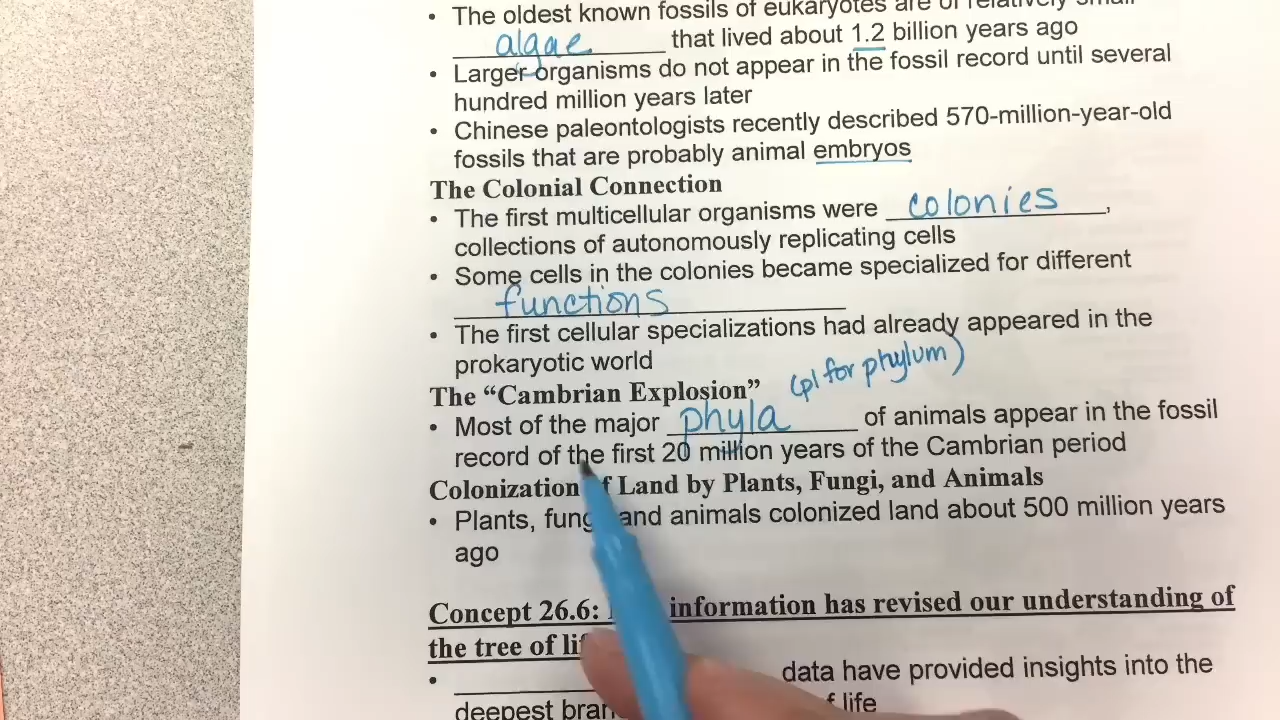 • The oldest known fossils of eukaryotes are of relatively small
algae that lived about 1.2 billion years ago
• Larger organisms do not appear in the fossil record until several
hundred million years later
• Chinese paleontologists recently described 570-million-year-old
fossils that are probably animal embryos
The Colonial Connection
• The first multicellular organisms were colonies,
collections of autonomously replicating cells
• Some cells in the colonies became specialized for different
functions
• The first cellular specializations had already appeared in the
prokaryotic world
(pl for phylum)
The “Cambrian Explosion”
• Most of the major phyla of animals appear in the fossil
record of the first 20 million years of the Cambrian period
Colonization of Land by Plants, Fungi, and Animals
• Plants, fungi and animals colonized land about 500 million years
ago
Concept 26.6: information has revised our understanding of
the tree of
• data have provided insights into the
deepest of life